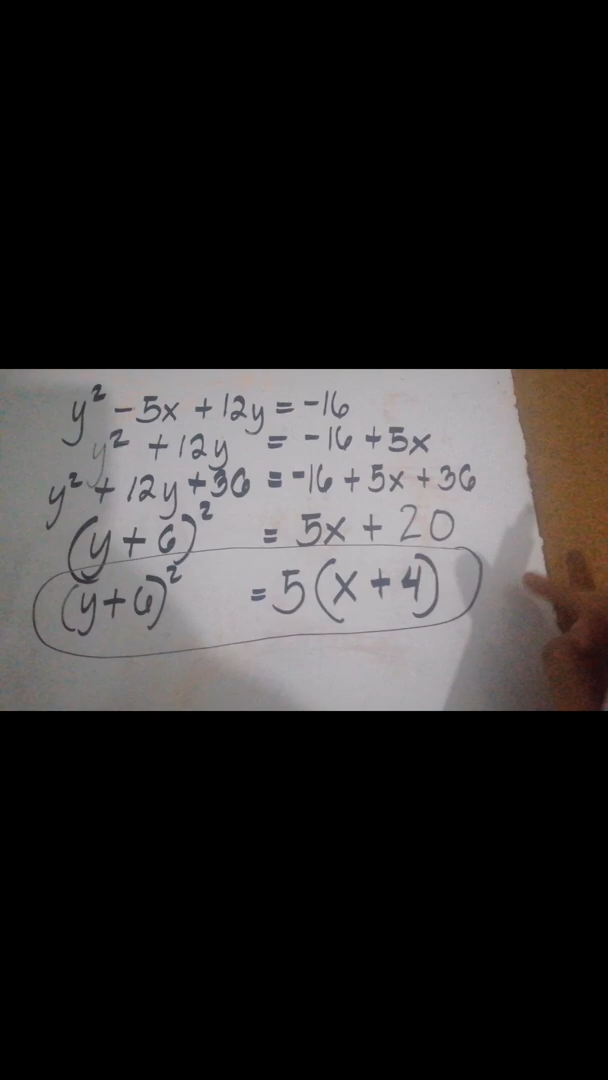 y² - 5x + 12y = -16
y² + 12y = -16 + 5x
y² + 12y + 36 = -16 + 5x + 36
(y + 6)² = 5x + 20
(y + 6)² = 5(x + 4)